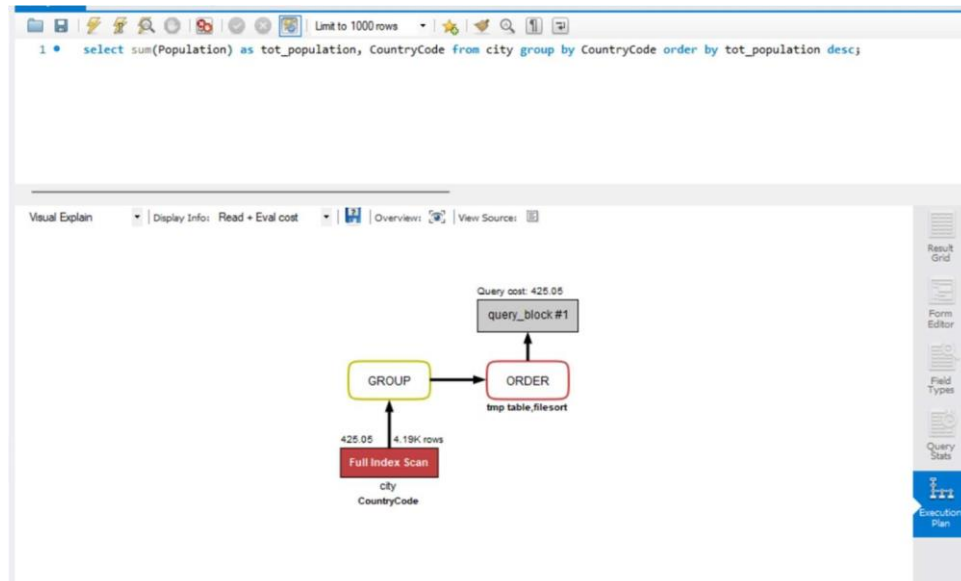 Limit to 1000 rows
1 select sum(Population) as tot_population, CountryCode from city group by CountryCode order by tot_population desc;
Visual Explain Display Info: Read + Eval cost Overview: View Source:
Query cost: 425.05
query_block #1
GROUP
ORDER
tmp table,filesort
425.05 4.19K rows
Full Index Scan
city
CountryCode
Result
Grid
Form
Editor
Field
Types
Query
Stats
Execution
Plan